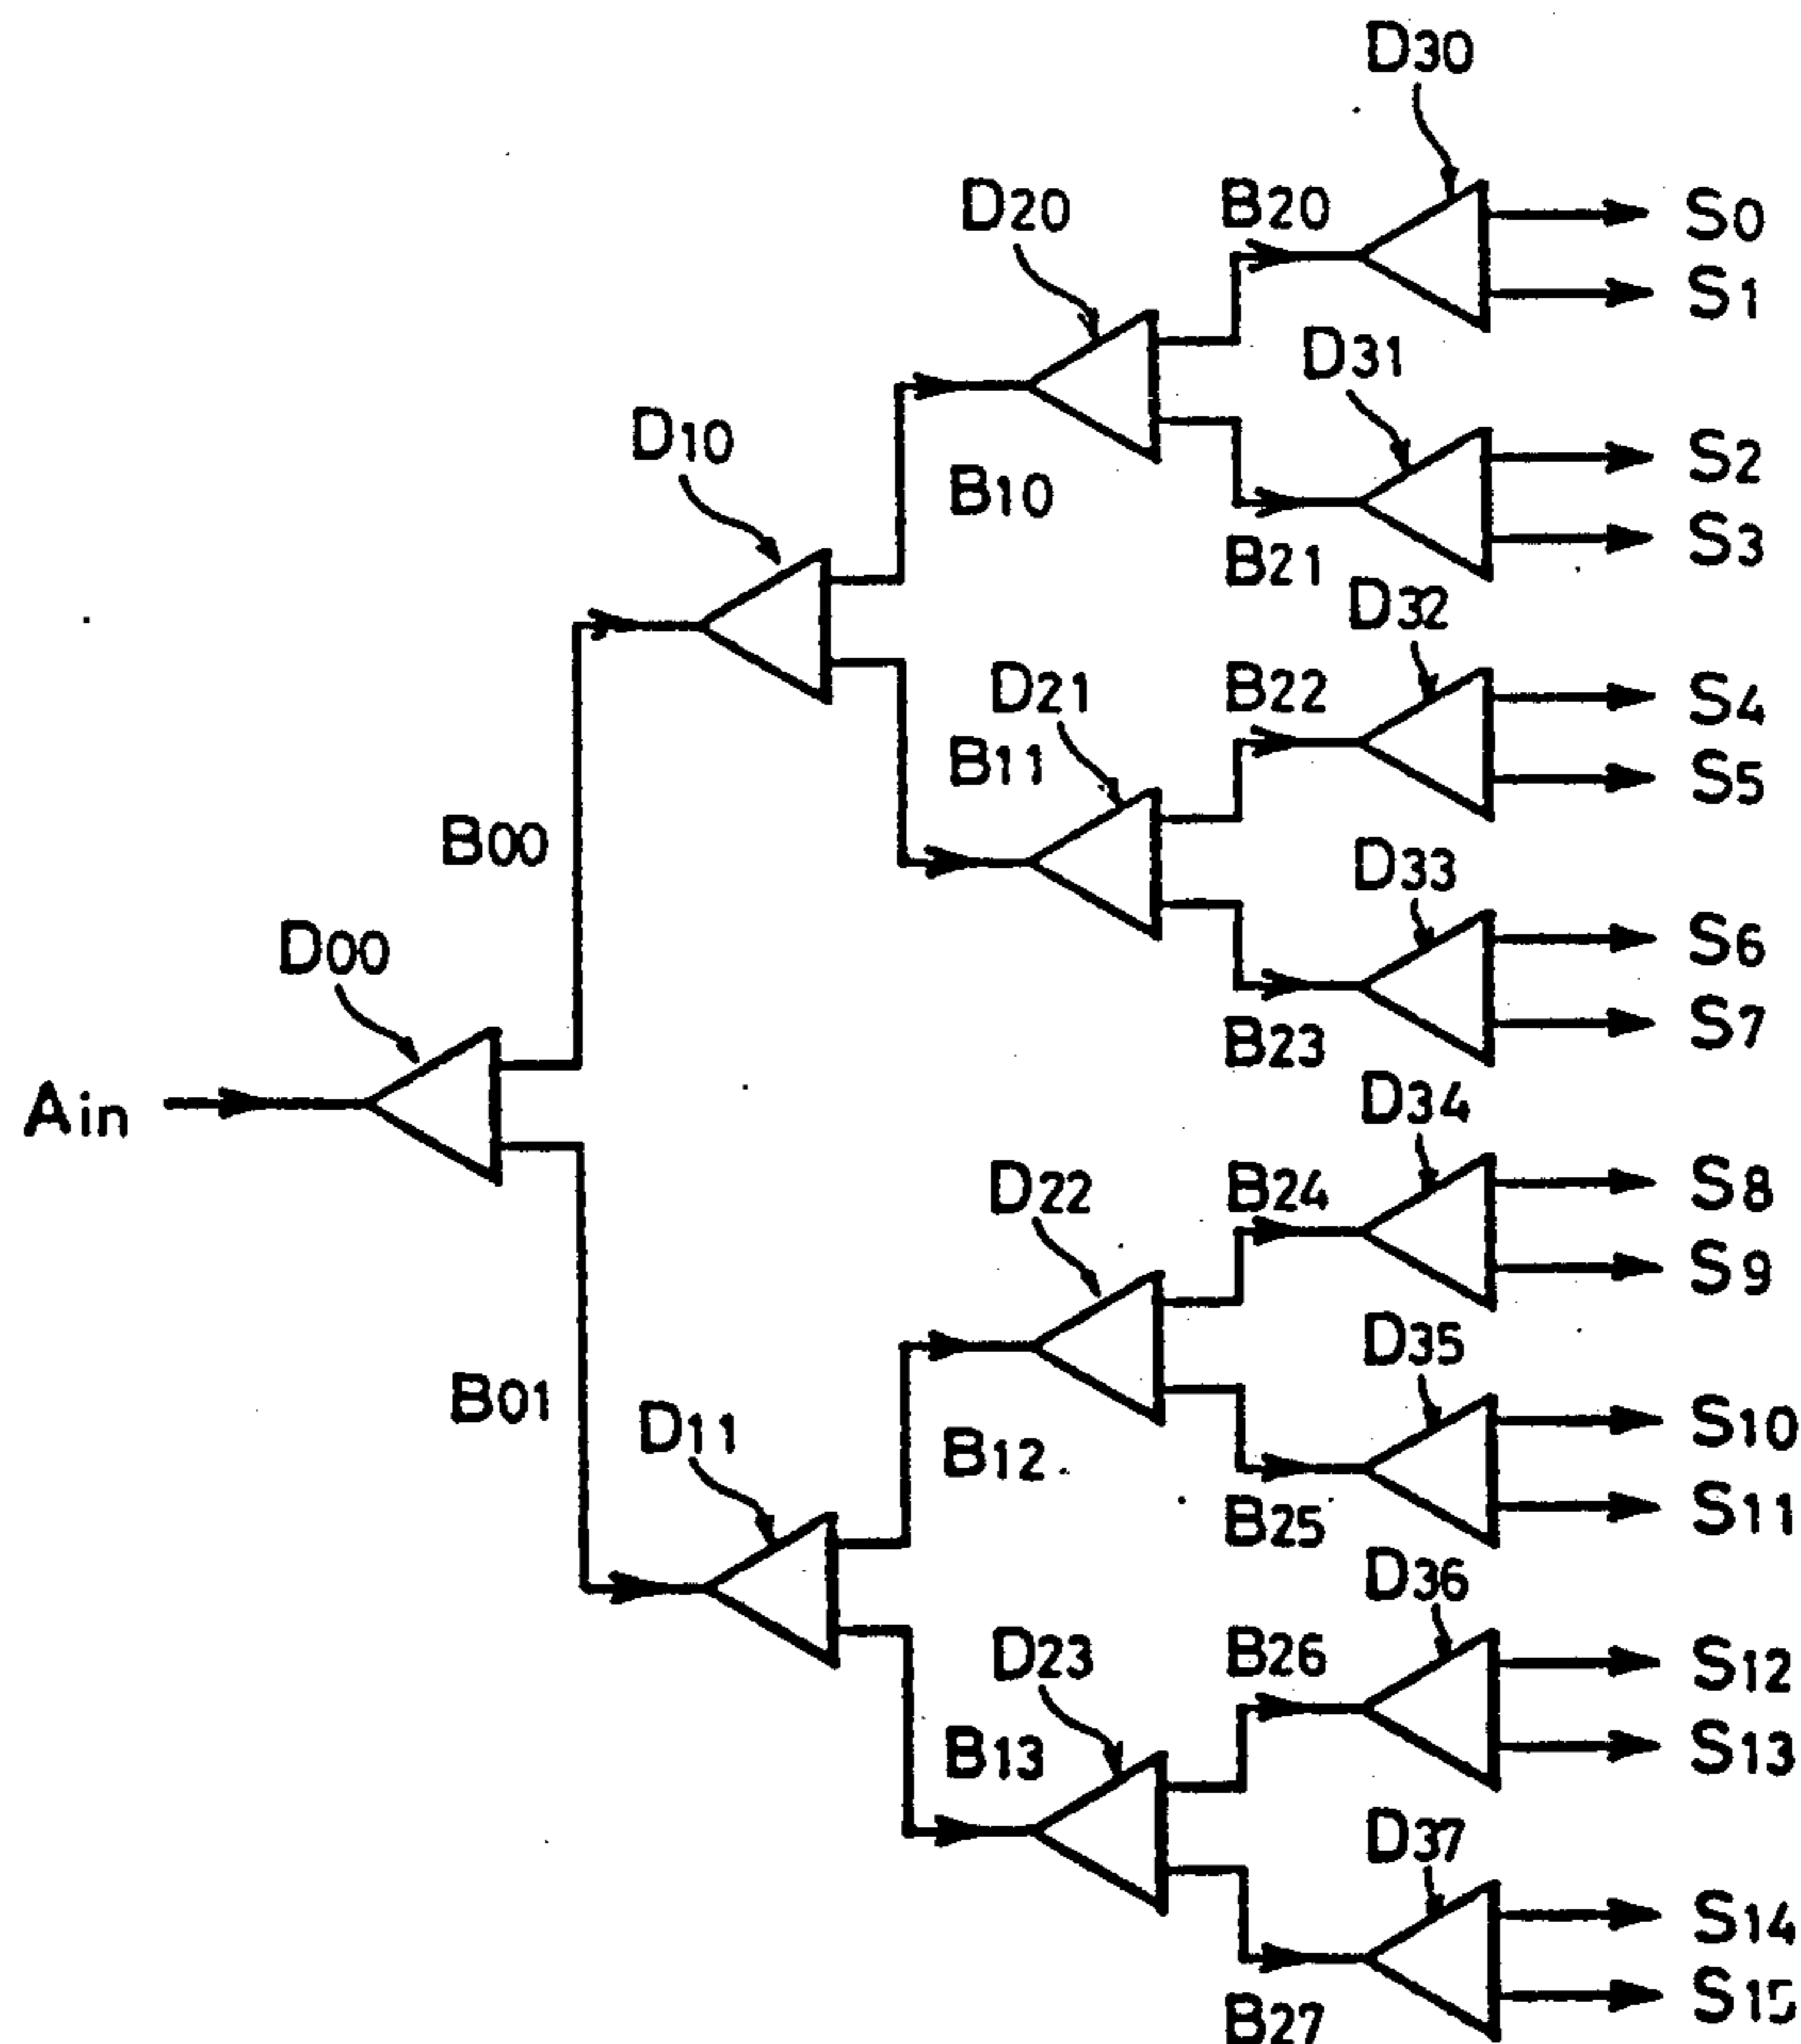 D30
D20
B20
S0
S1
D31
D10
B10
S2
S3
B21
D32
D21
B22
B11
S4
S5
B00
D33
D00
S6
S7
B23
Ain
D34
D22
B24
S8
S9
D35
B01
D11
B12
S10
S11
B25
D36
D23
B26
S12
B13
S13
D37
S14
S15
B27